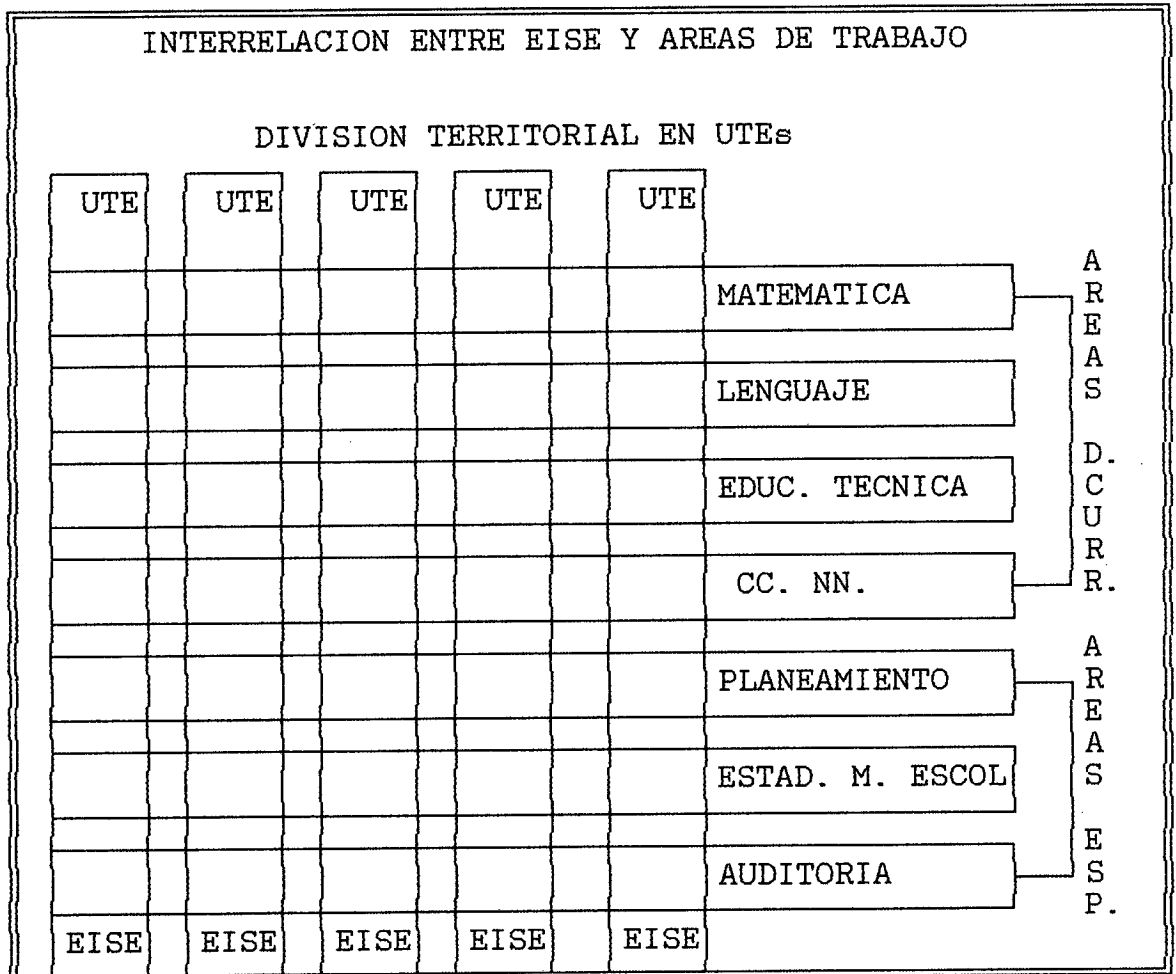 INTERRELACION ENTRE EISE Y AREAS DE TRABAJO
DIVISION TERRITORIAL EN UTEs
UTE UTE UTE UTE UTE
MATEMATICA
LENGUAJE
EDUC. TECNICA
CC. NN.
AREAS D. CURR.
PLANEAMIENTO
ESTAD. M. ESCOL
AUDITORIA
AREAS ESP.
EISE EISE EISE EISE EISE